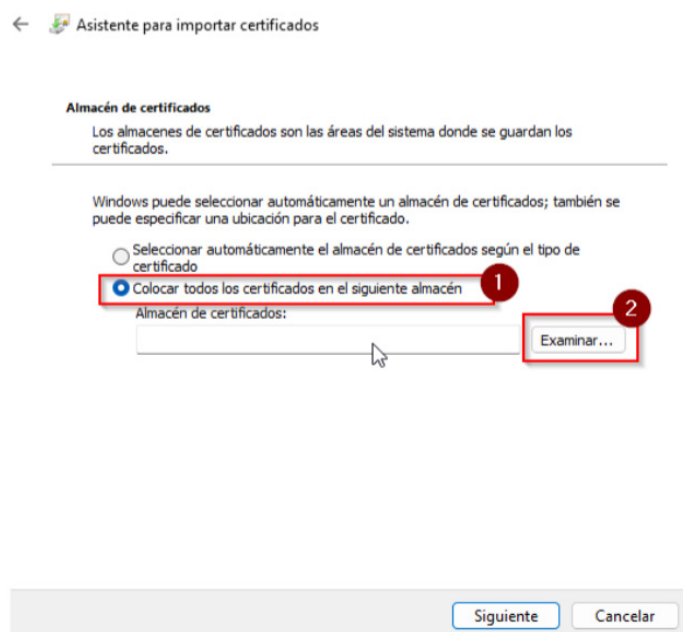 Asistente para importar certificados
Almacén de certificados
Los almacenes de certificados son las áreas del sistema donde se guardan los
certificados.
Windows puede seleccionar automáticamente un almacén de certificados; también se
puede especificar una ubicación para el certificado.
Seleccionar automáticamente el almacén de certificados según el tipo de
certificado
Colocar todos los certificados en el siguiente almacén
1
Almacén de certificados:
2
Examinar...
Siguiente
Cancelar